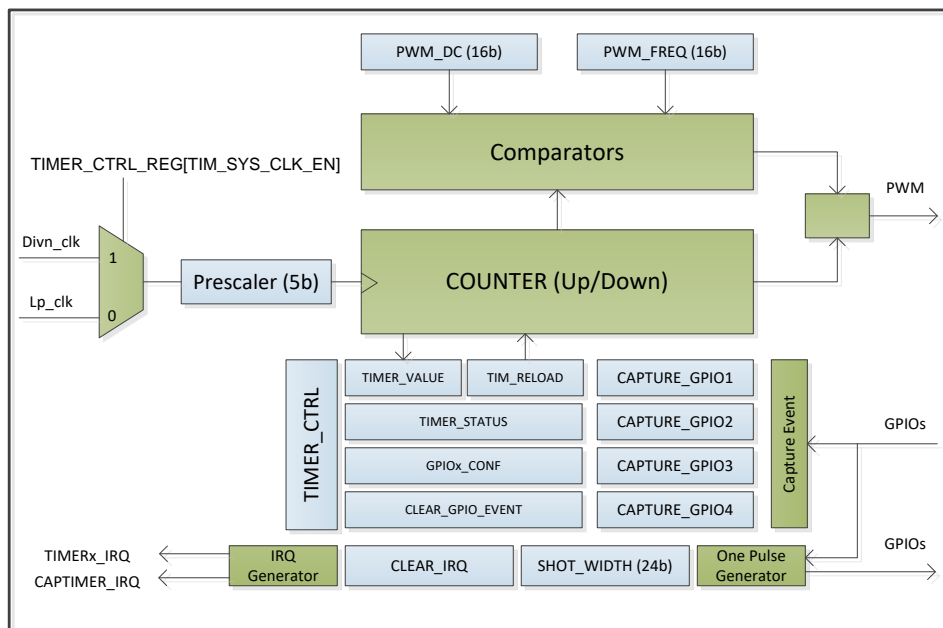 PWM_DC (16b)
PWM_FREQ (16b)
Comparators
TIMER_CTRL_REG[TIM_SYS_CLK_EN]
PWM
Divn_clk
1
Prescaler (5b)
COUNTER (Up/Down)
Lp_clk
0
TIMER_CTRL
TIMER_VALUE
TIM_RELOAD
CAPTURE_GPIO1
TIMER_STATUS
CAPTURE_GPIO2
GPIOx_CONF
CAPTURE_GPIO3
CLEAR_GPIO_EVENT
CAPTURE_GPIO4
Capture Event
GPIOs
TIMERx_IRQ
CAPTIMER_IRQ
IRQ
Generator
CLEAR_IRQ
SHOT_WIDTH (24b)
One Pulse
Generator
GPIOs